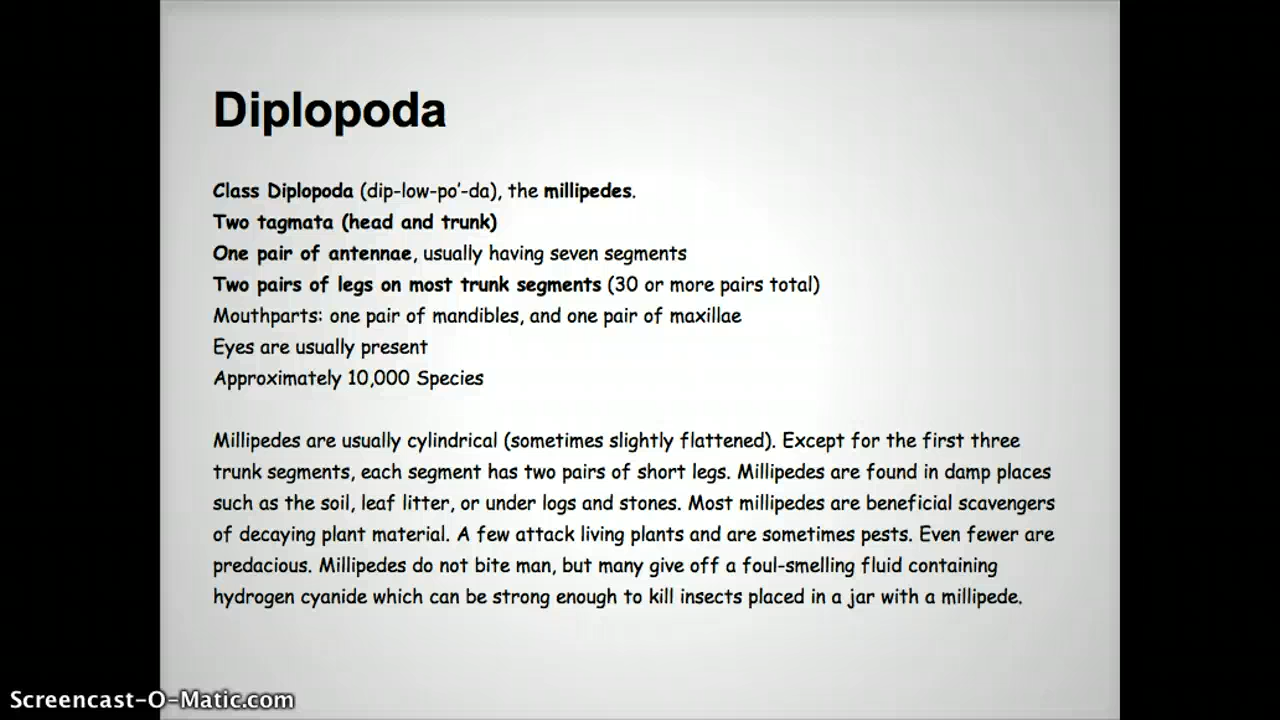 Diplopoda
Class Diplopoda (dip-low-po'-da), the millipedes.
Two tagmata (head and trunk)
One pair of antennae, usually having seven segments
Two pairs of legs on most trunk segments (30 or more pairs total)
Mouthparts: one pair of mandibles, and one pair of maxillae
Eyes are usually present
Approximately 10,000 Species
Millipedes are usually cylindrical (sometimes slightly flattened). Except for the first three
trunk segments, each segment has two pairs of short legs. Millipedes are found in damp places
such as the soil, leaf litter, or under logs and stones. Most millipedes are beneficial scavengers
of decaying plant material. A few attack living plants and are sometimes pests. Even fewer are
predacious. Millipedes do not bite man, but many give off a foul-smelling fluid containing
hydrogen cyanide which can be strong enough to kill insects placed in a jar with a millipede.
Screencast-O-Matic.com